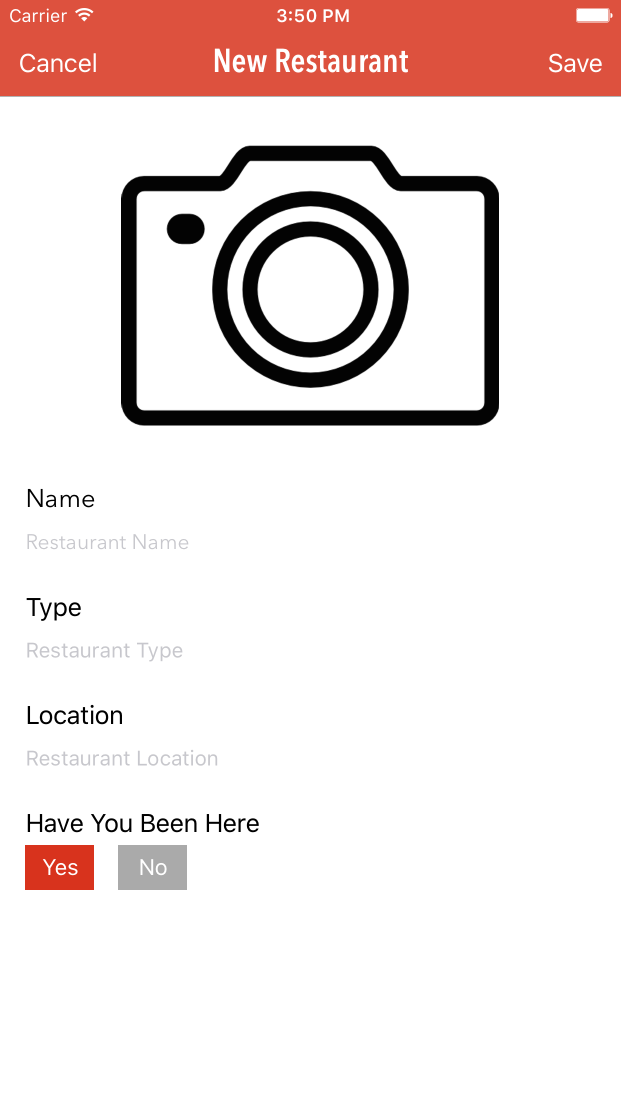 Carrier 3:50 PM
Cancel New Restaurant Save
Name
Restaurant Name
Type
Restaurant Type
Location
Restaurant Location
Have You Been Here
Yes No